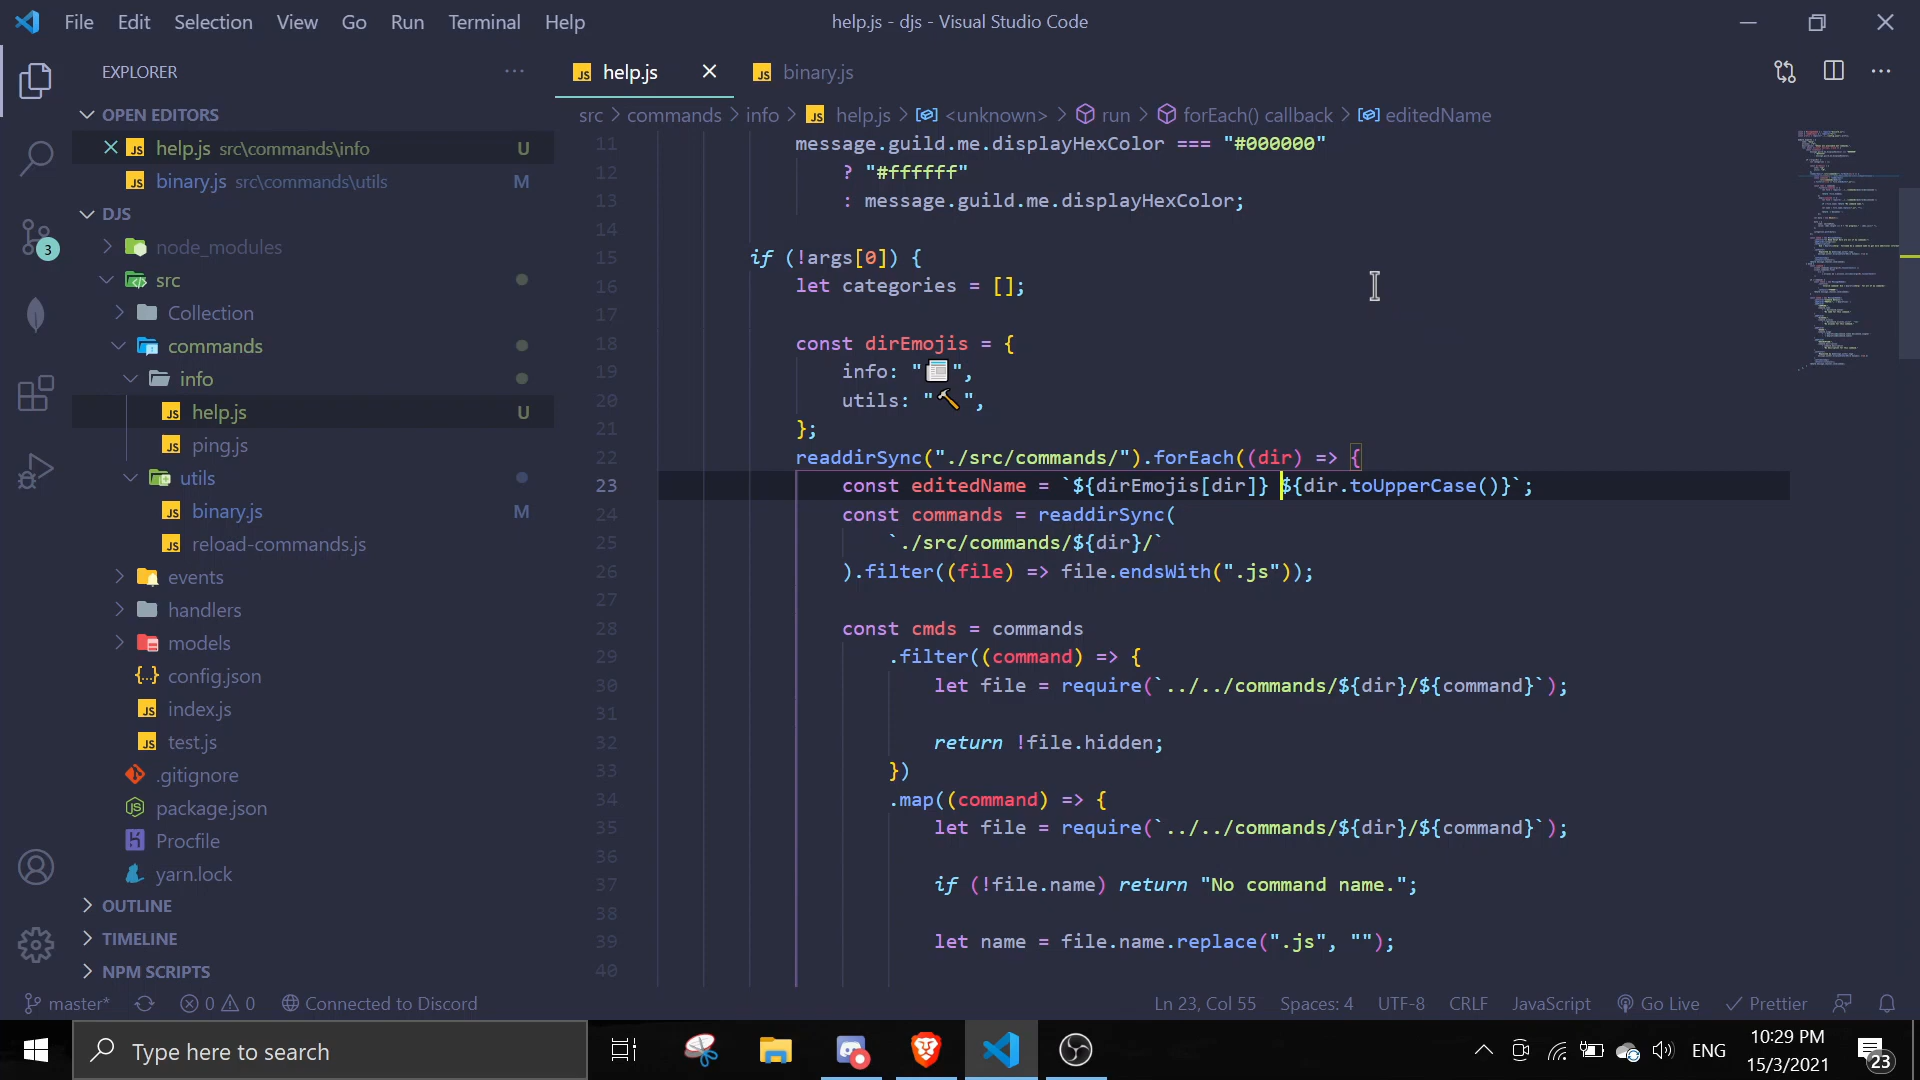 File Edit Selection View Go Run Terminal Help
help.js - djs - Visual Studio Code
EXPLORER
OPEN EDITORS
help.js src\commands\info U
binary.js src\commands\utils M
DJS
node_modules
src
Collection
commands
info
help.js U
ping.js
utils
binary.js M
reload-commands.js
events
handlers
models
config.json
index.js
test.js
.gitignore
package.json
Procfile
yarn.lock
OUTLINE
TIMELINE
NPM SCRIPTS
3
help.js
binary.js
src > commands > info > help.js > <unknown> > run > forEach() callback > editedName
11 message.guild.me.displayHexColor === "#000000"
12 ? "#ffffff"
13 : message.guild.me.displayHexColor;
14
15 if (!args[0]) {
16 let categories = [];
17
18 const dirEmojis = {
19 info: "📰",
20 utils: "🔨",
21 };
22 readdirSync("./src/commands/").forEach((dir) => {
23 const editedName = `${dirEmojis[dir]} ${dir.toUpperCase()}`;
24 const commands = readdirSync(
25 `./src/commands/${dir}/`
26 ).filter((file) => file.endsWith(".js"));
27
28 const cmds = commands
29 .filter((command) => {
30 let file = require(`../../commands/${dir}/${command}`);
31
32 return !file.hidden;
33 })
34 .map((command) => {
35 let file = require(`../../commands/${dir}/${command}`);
36
37 if (!file.name) return "No command name.";
38
39 let name = file.name.replace(".js", "");
40
master* 0 0 Connected to Discord
Ln 23, Col 55 Spaces: 4 UTF-8 CRLF JavaScript Go Live Prettier
Type here to search
ENG
10:29 PM
15/3/2021
23